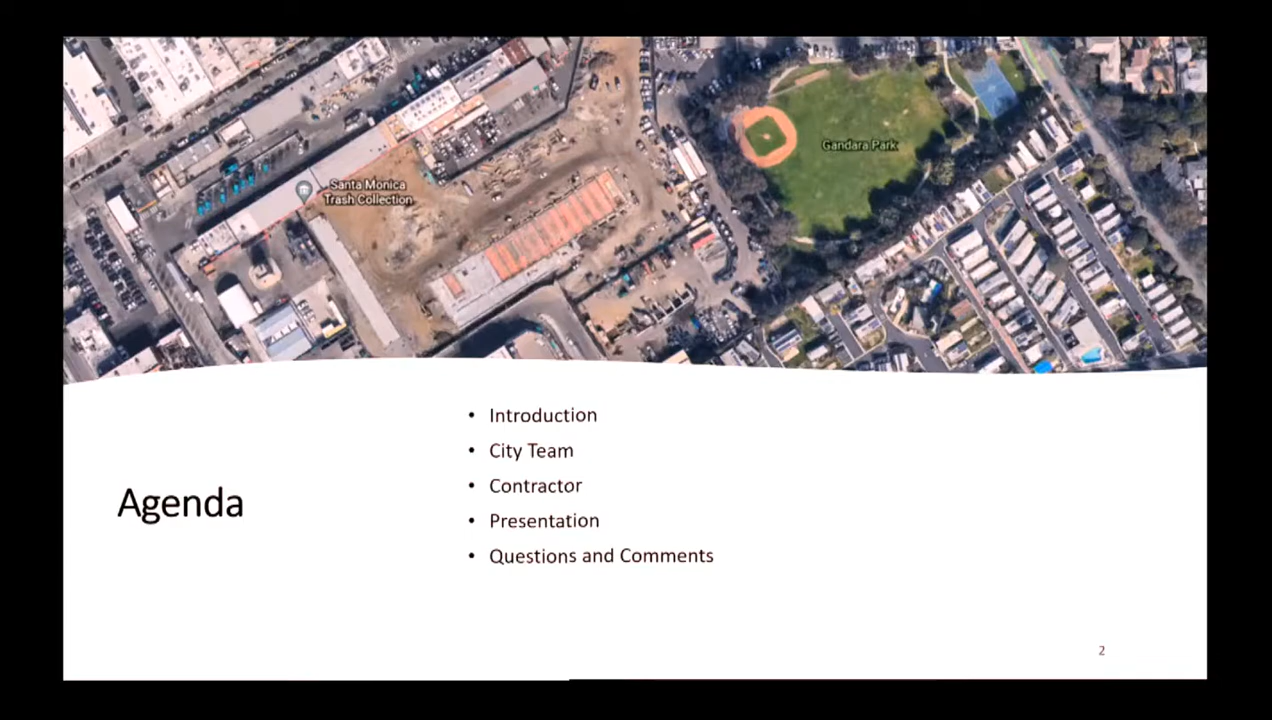 Gandara Park
Santa Monica
Trash Collection
Agenda
• Introduction
• City Team
• Contractor
• Presentation
• Questions and Comments
2